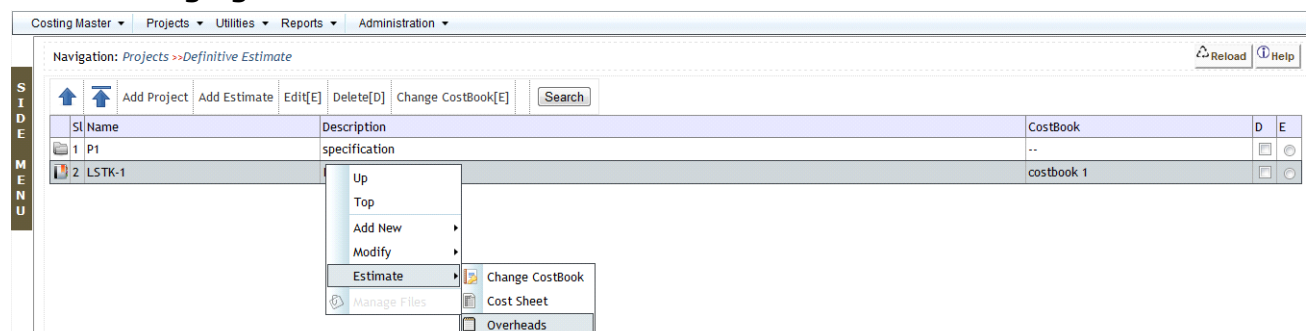 Costing Master Projects Utilities Reports Administration
Navigation: Projects >>Definitive Estimate Reload Help
SIDE MENU
Add Project Add Estimate Edit[E] Delete[D] Change CostBook[E] Search
Sl Name Description CostBook D E
1 P1 specification --
2 LSTK-1 costbook 1
Up
Top
Add New
Modify
Estimate
Manage Files
Change CostBook
Cost Sheet
Overheads